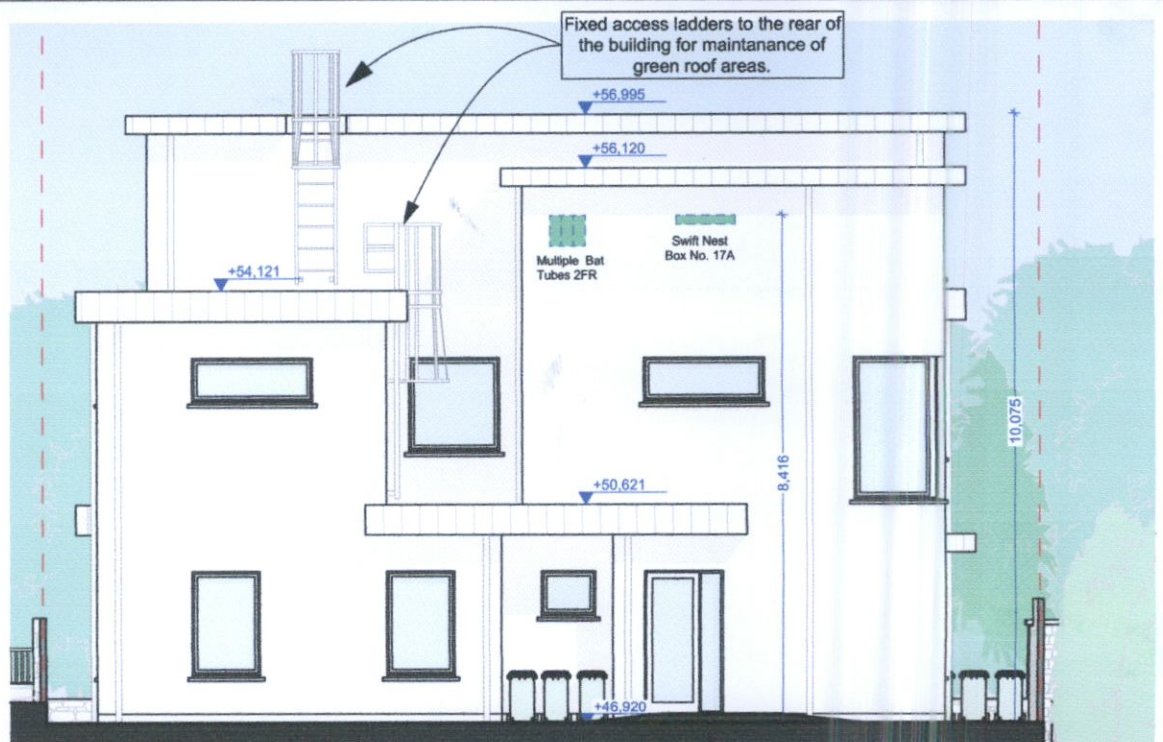 Fixed access ladders to the rear of
the building for maintanance of
green roof areas.
+56,995
+56,120
Multiple Bat
Tubes 2FR
Swift Nest
Box No. 17A
+54,121
10,075
8,416
+50,621
+46,920